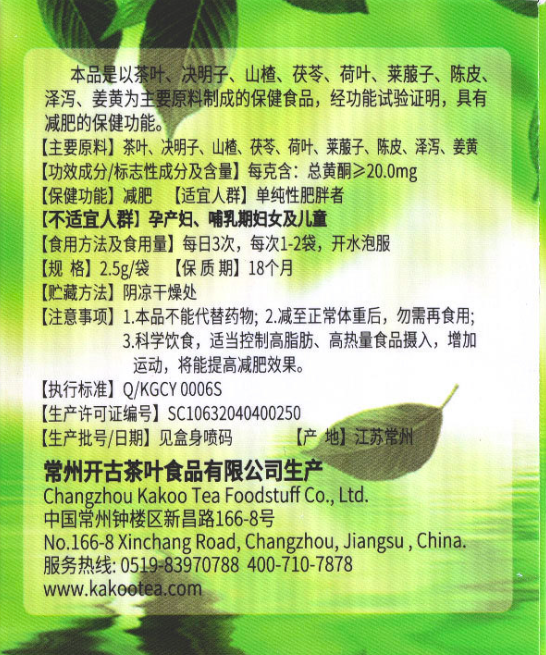 本品是以茶叶、决明子、山楂、茯苓、荷叶、莱菔子、陈皮、
泽泻、姜黄为主要原料制成的保健食品，经功能试验证明，具有
减肥的保健功能。
【主要原料】茶叶、决明子、山楂、茯苓、荷叶、莱菔子、陈皮、泽泻、姜黄
【功效成分/标志性成分及含量】每克含：总黄酮≥20.0mg
【保健功能】减肥 【适宜人群】单纯性肥胖者
【不适宜人群】孕产妇、哺乳期妇女及儿童
【食用方法及食用量】每日3次，每次1-2袋，开水泡服
【规 格】2.5g/袋 【保质期】18个月
【贮藏方法】阴凉干燥处
【注意事项】1.本品不能代替药物; 2.减至正常体重后，勿需再食用;
3.科学饮食，适当控制高脂肪、高热量食品摄入，增加
运动，将能提高减肥效果。
【执行标准】Q/KGCY 0006S
【生产许可证编号】SC10632040400250
【生产批号/日期】见盒身喷码 【产 地】江苏常州
常州开古茶叶食品有限公司生产
Changzhou Kakoo Tea Foodstuff Co., Ltd.
中国常州钟楼区新昌路166-8号
No.166-8 Xinchang Road, Changzhou, Jiangsu , China.
服务热线: 0519-83970788 400-710-7878
www.kakootea.com